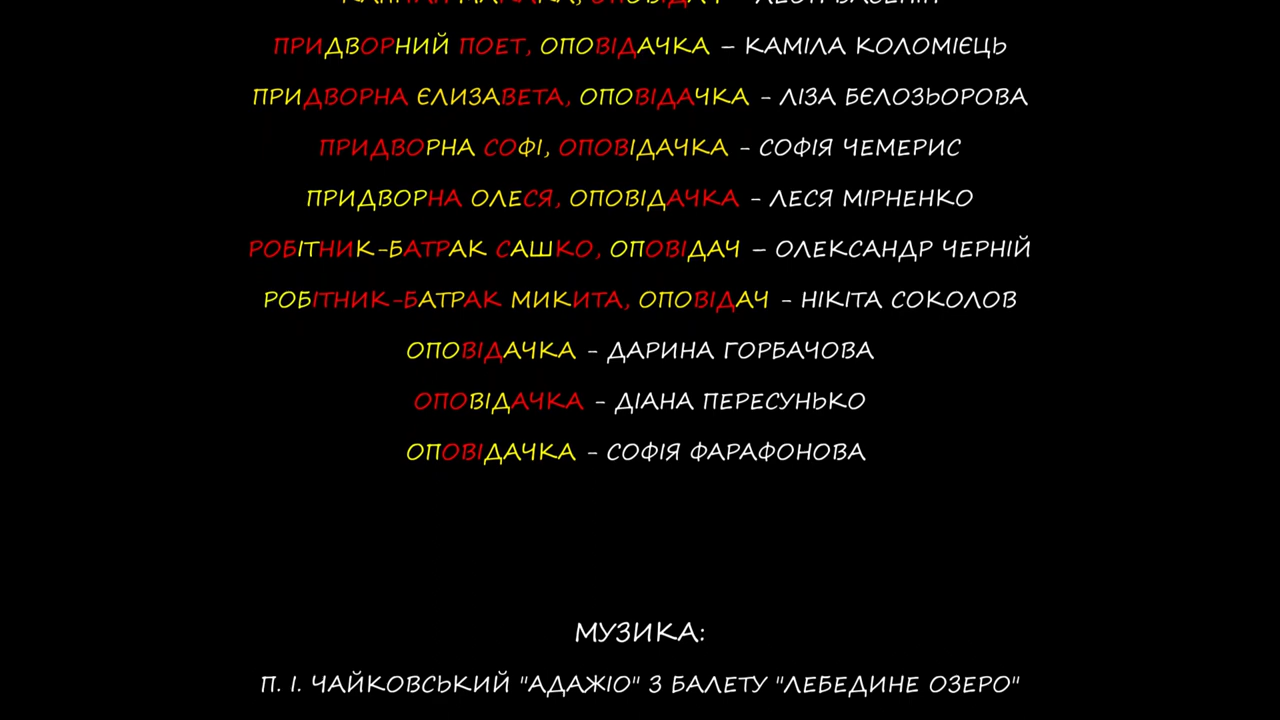 ПРИДВОРНИЙ ПОЕТ, ОПОВІДАЧКА – КАМІЛА КОЛОМІЄЦЬ
ПРИДВОРНА ЄЛИЗАВЕТА, ОПОВІДАЧКА - ЛІЗА БЄЛОЗЬОРОВА
ПРИДВОРНА СОФІ, ОПОВІДАЧКА - СОФІЯ ЧЕМЕРИС
ПРИДВОРНА ОЛЕСЯ, ОПОВІДАЧКА - ЛЕСЯ МІРНЕНКО
РОБІТНИК-БАТРАК САШКО, ОПОВІДАЧ – ОЛЕКСАНДР ЧЕРНІЙ
РОБІТНИК-БАТРАК МИКИТА, ОПОВІДАЧ - НІКІТА СОКОЛОВ
ОПОВІДАЧКА - ДАРИНА ГОРБАЧОВА
ОПОВІДАЧКА - ДІАНА ПЕРЕСУНЬКО
ОПОВІДАЧКА - СОФІЯ ФАРАФОНОВА
МУЗИКА:
П. І. ЧАЙКОВСЬКИЙ "АДАЖІО" З БАЛЕТУ "ЛЕБЕДИНЕ ОЗЕРО"